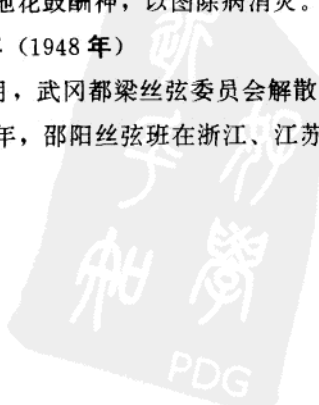 地花鼓酬神，以图除病消灾。
（1948年）
，武冈都梁丝弦委员会解散
年，邵阳丝弦班在浙江、江苏
PDG